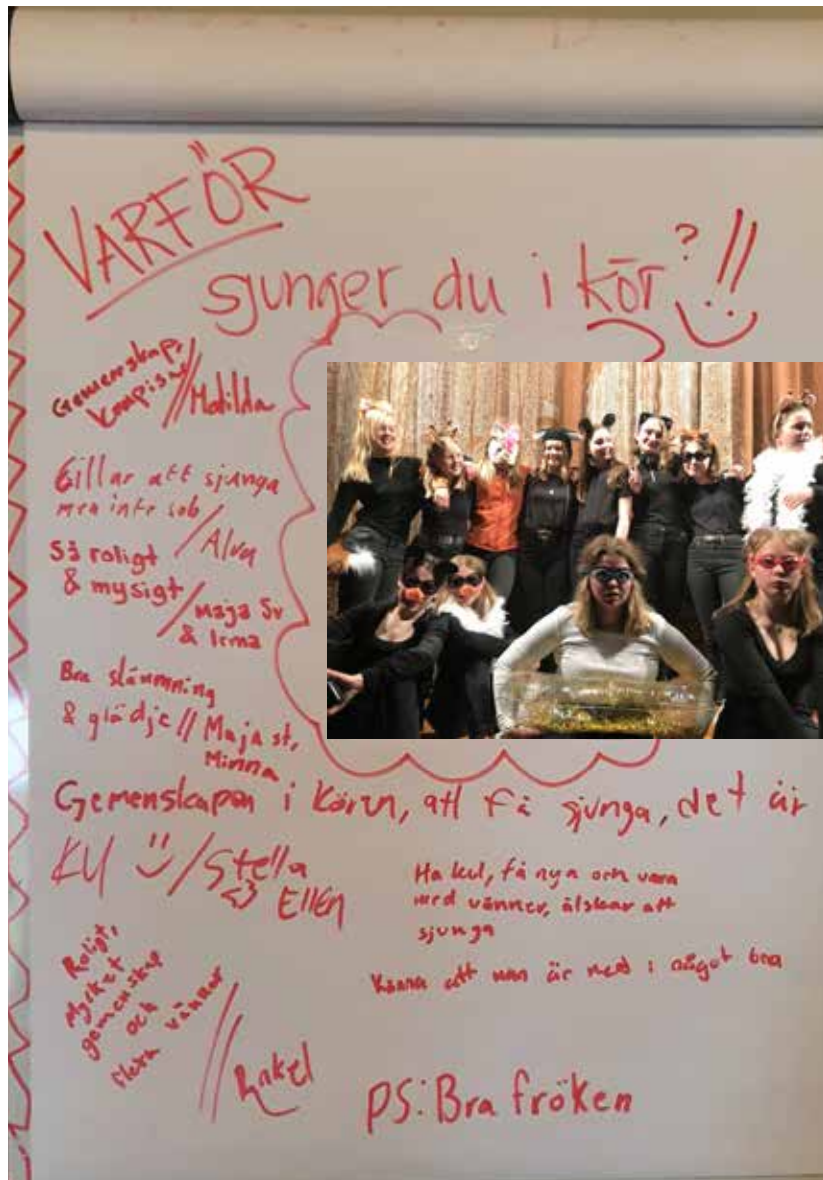 VARFÖR
sjunger du i kör?!!
Gemenskap,
//Matilda
Gillar att sjunga
men inte solo
/Alva
Så roligt
& mysigt
/Maja Sv
& Irma
Bra stämning
& glädje // Maja st,
Minna
Gemenskapen i kören, att få sjunga, det är
kul /Stella
<3 EllEn
Ha kul, få nya och vara
med vänner, älskar att
sjunga
Känna att man är med i något bra
Roligt,
mycket
gemenskap
och
flera vänner
//Rakel
PS: Bra fröken